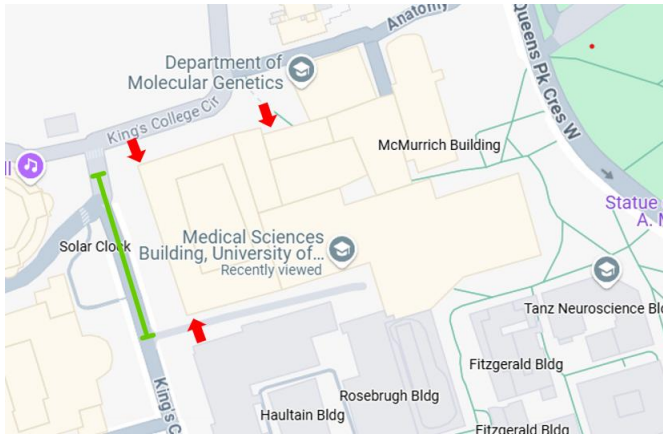 Anatomy
Queens Pk Cres W
Department of
Molecular Genetics
King's College Cir
McMurrich Building
ll
Statue
A. M
Solar Clock
Medical Sciences
Building, University of...
Recently viewed
Tanz Neuroscience Bld
King's C
Fitzgerald Bldg
Rosebrugh Bldg
Haultain Bldg
Fitzgerald Bldg